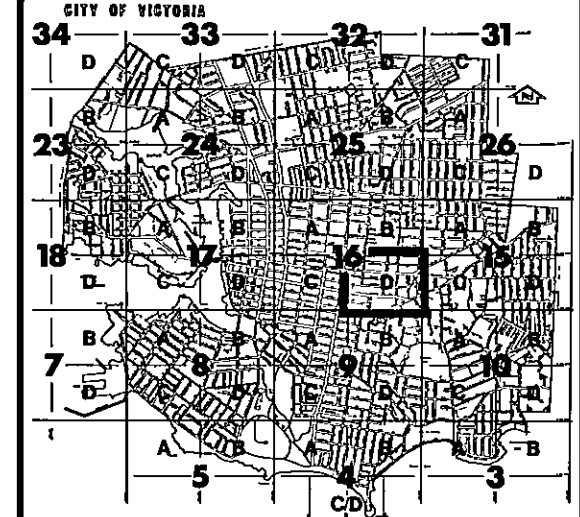 CITY OF VICTORIA
34 33 32 31
D C D C D C
N
B A B A B A
23 24 25 26
D C D C D C D
B A B A B A B
18 17 16 15
D C D C D D
B A B A B A B
7 8 9 10
D C D C D C D
A B A B A B
5 4 3
C/D